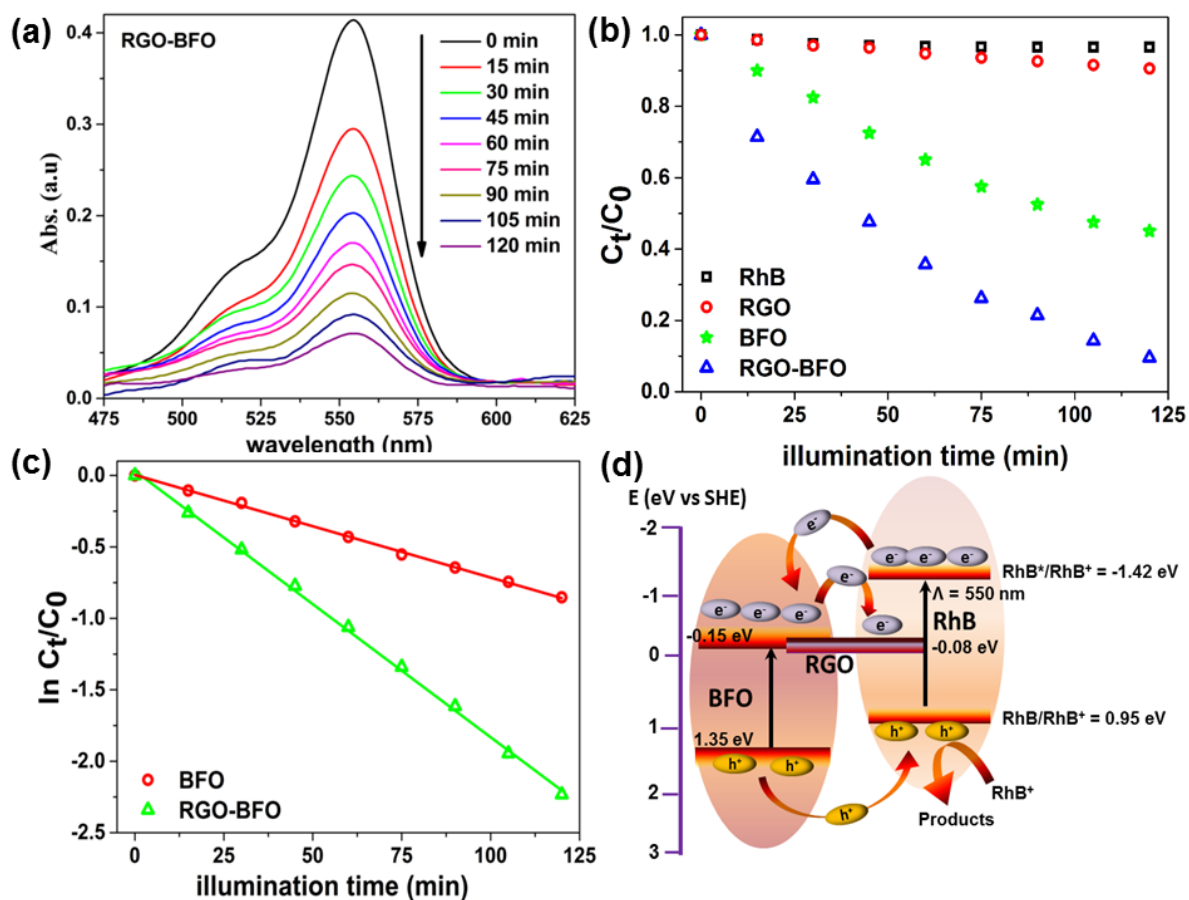 (a)
RGO-BFO
0 min
15 min
30 min
45 min
60 min
75 min
90 min
105 min
120 min
0.4
0.3
0.2
0.1
0.0
Abs. (a.u)
475 500 525 550 575 600 625
wavelength (nm)
(b)
1.0
0.8
0.6
0.4
0.2
0.0
Ct/C0
RhB
RGO
BFO
RGO-BFO
0 25 50 75 100 125
illumination time (min)
(c)
0.0
-0.5
-1.0
-1.5
-2.0
-2.5
ln Ct/C0
BFO
RGO-BFO
0 25 50 75 100 125
illumination time (min)
(d)
E (eV vs SHE)
-2
-1
0
1
2
3
e-
e- e- e-
RhB*/RhB+ = -1.42 eV
Λ = 550 nm
e-
e- e- e-
e-
RhB
-0.15 eV
-0.08 eV
RGO
BFO
RhB/RhB+ = 0.95 eV
h+ h+
1.35 eV
h+ h+
RhB+
h+
Products